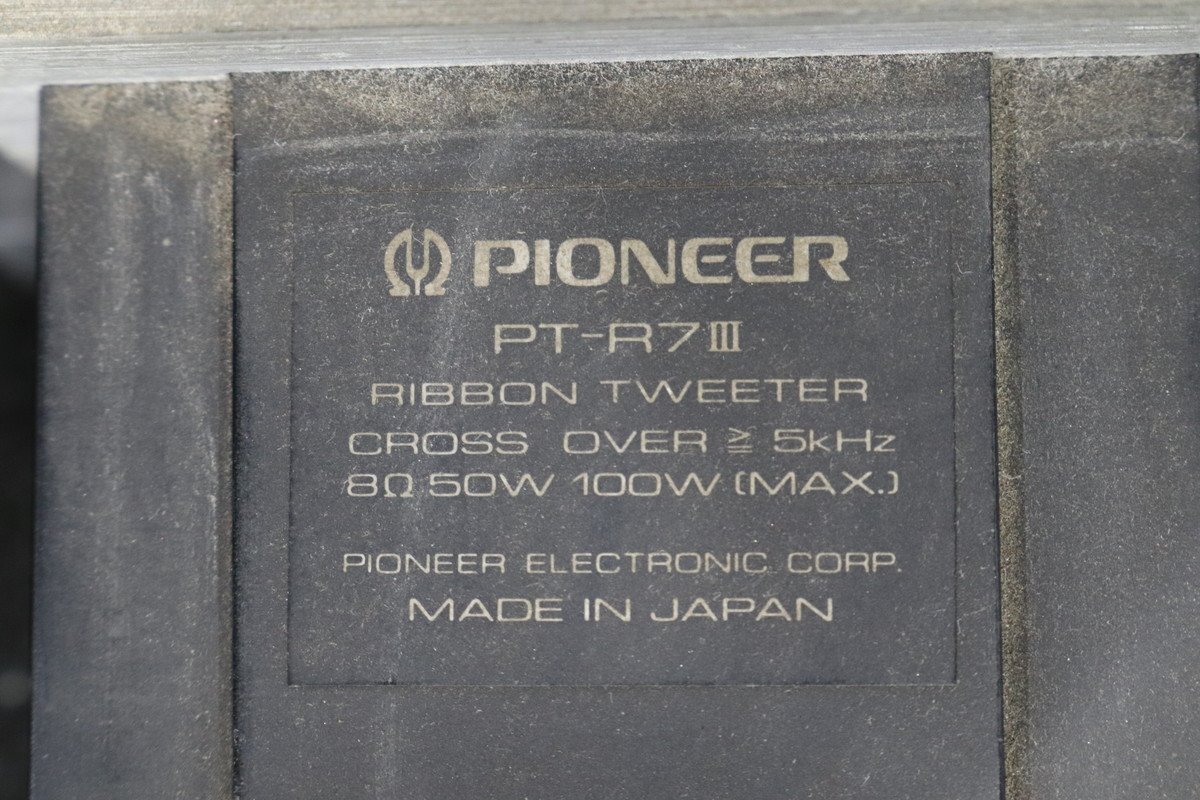 PIONEER
PT-R7III
RIBBON TWEETER
CROSS OVER ≧ 5kHz
8Ω 50W 100W (MAX.)
PIONEER ELECTRONIC CORP.
MADE IN JAPAN